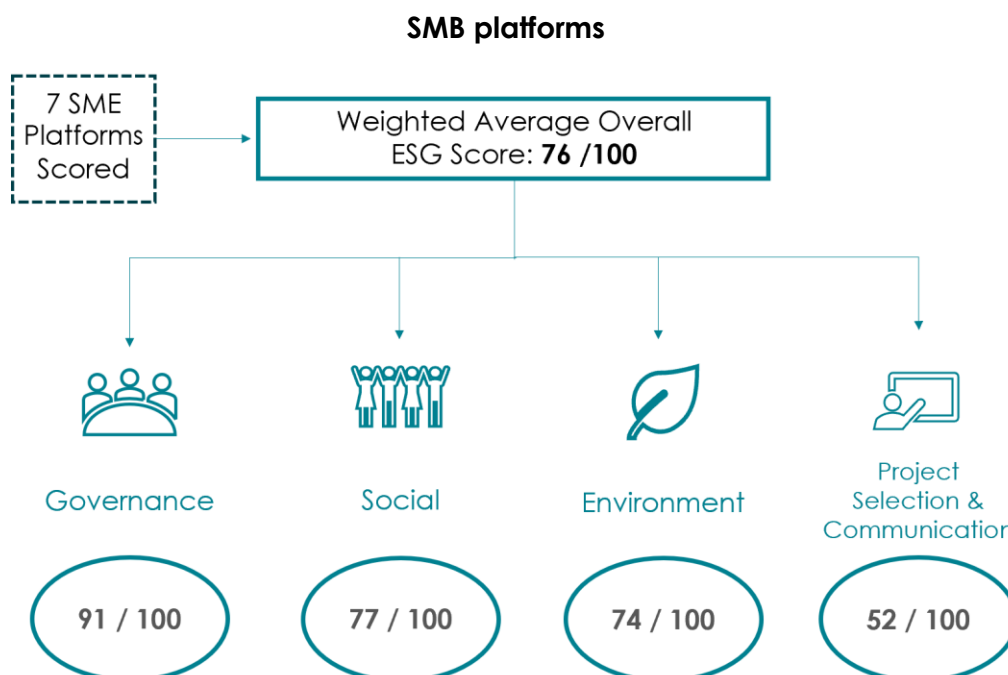 SMB platforms
7 SME
Platforms
Scored
Weighted Average Overall
ESG Score: 76 /100
Governance
Social
Environment
Project
Selection &
Communication
91 / 100
77 / 100
74 / 100
52 / 100